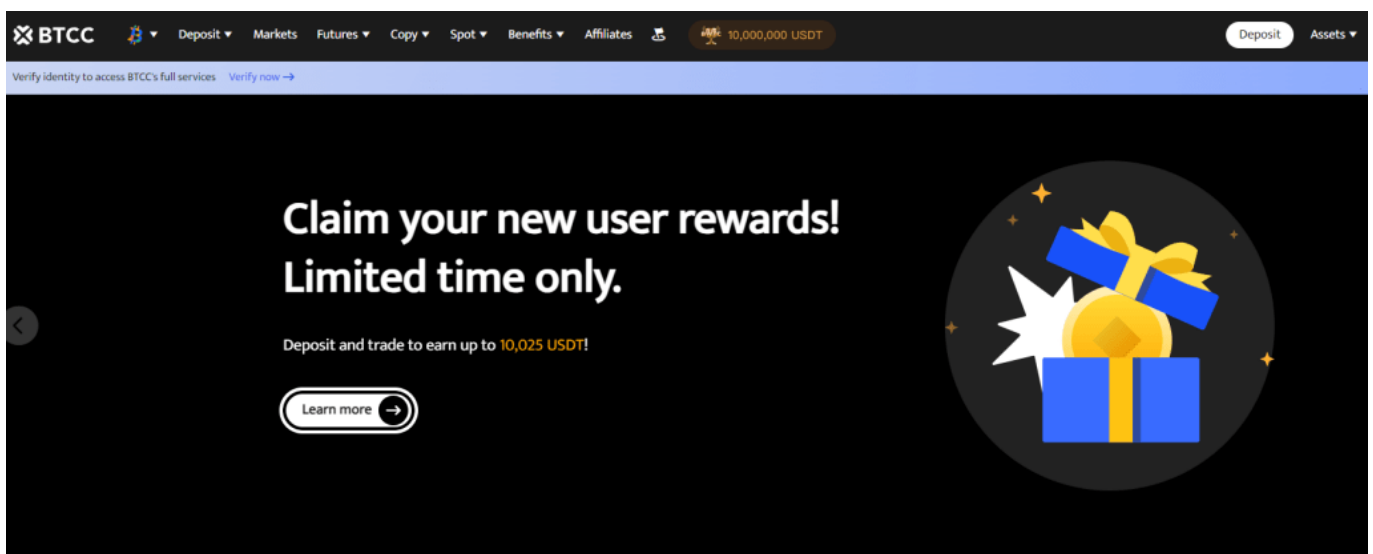 BTCC Deposit ▼ Markets Futures ▼ Copy ▼ Spot ▼ Benefits ▼ Affiliates 10,000,000 USDT Deposit Assets ▼
Verify identity to access BTCC's full services Verify now →
Claim your new user rewards!
Limited time only.
Deposit and trade to earn up to 10,025 USDT!
Learn more →